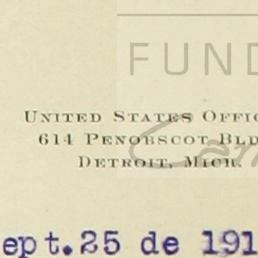 FUND
UNITED STATES OFFIC
614 PENOBSCOT BLD
DETROIT, MICH.
ept. 25 de 191